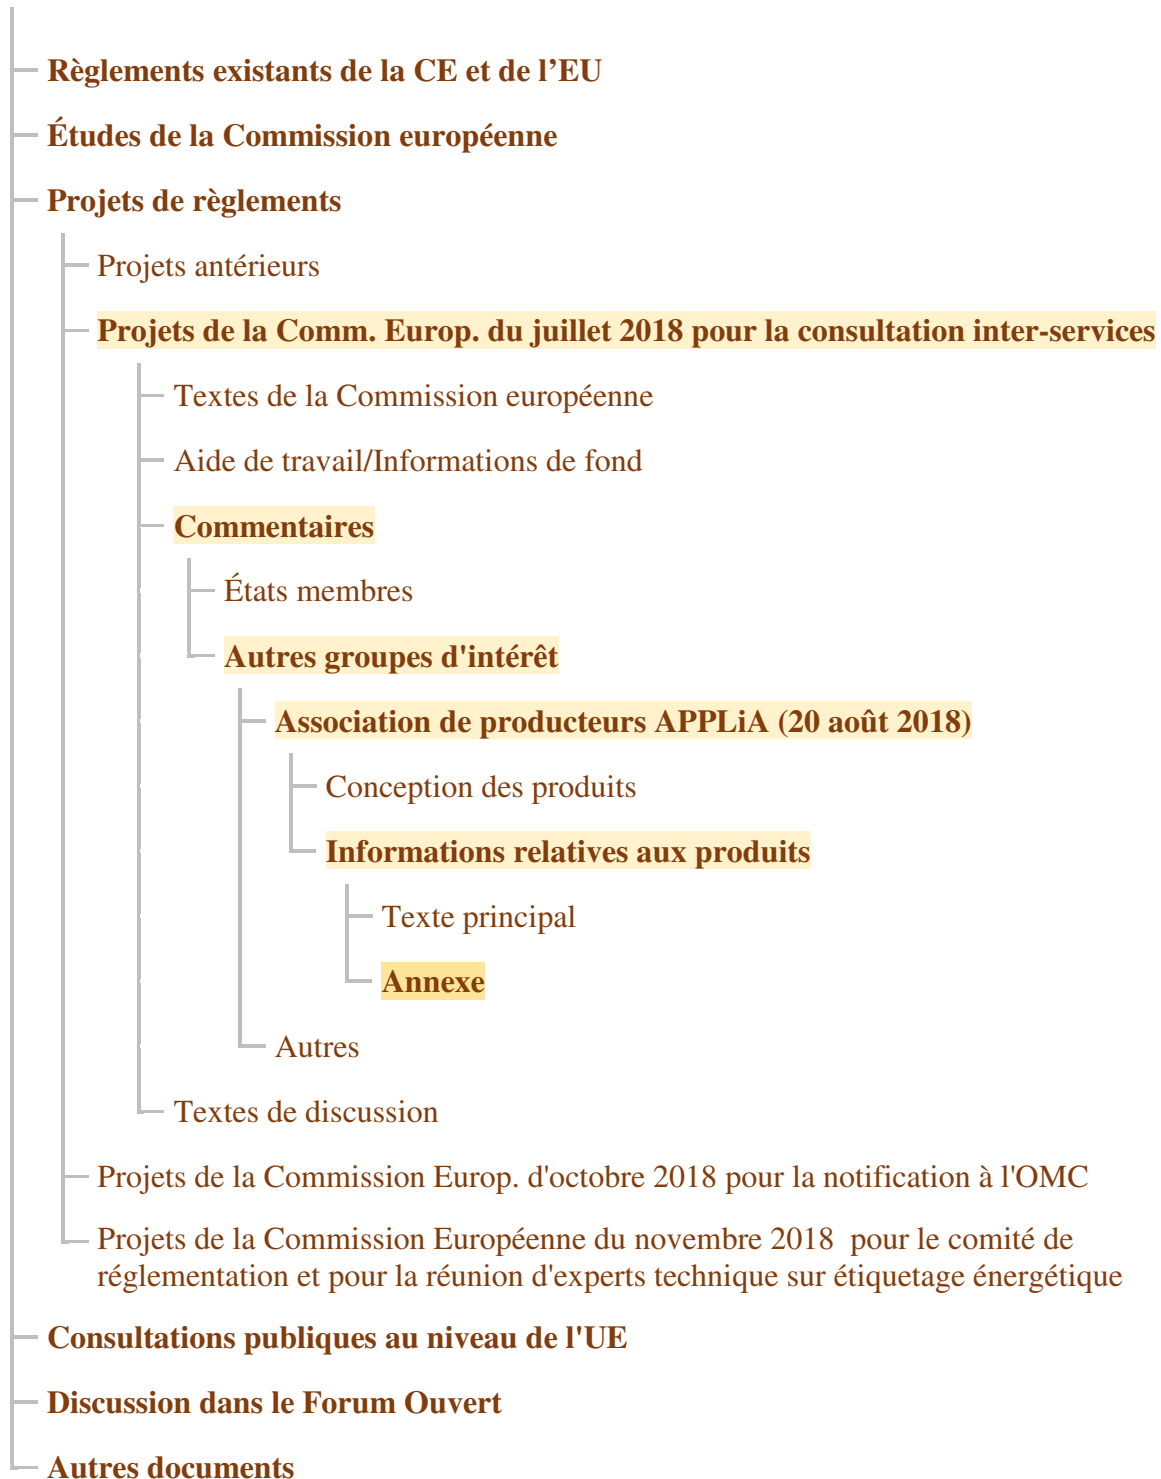 Règlements existants de la CE et de l’EU
Études de la Commission européenne
Projets de règlements
Projets antérieurs
Projets de la Comm. Europ. du juillet 2018 pour la consultation inter-services
Textes de la Commission européenne
Aide de travail/Informations de fond
Commentaires
États membres
Autres groupes d'intérêt
Association de producteurs APPLiA (20 août 2018)
Conception des produits
Informations relatives aux produits
Texte principal
Annexe
Autres
Textes de discussion
Projets de la Commission Europ. d'octobre 2018 pour la notification à l'OMC
Projets de la Commission Européenne du novembre 2018 pour le comité de
réglementation et pour la réunion d'experts technique sur étiquetage énergétique
Consultations publiques au niveau de l'UE
Discussion dans le Forum Ouvert
Autres documents